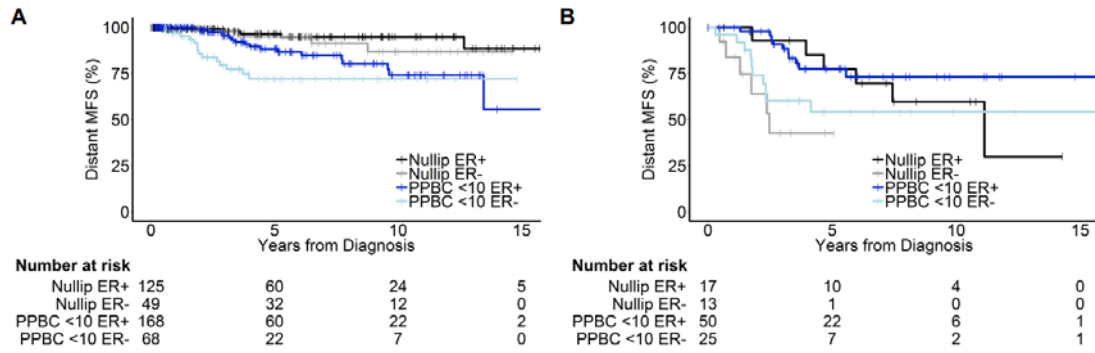 A
Distant MFS (%)
100
75
50
25
0
Nullip ER+
Nullip ER-
PPBC <10 ER+
PPBC <10 ER-
0 5 10 15
Years from Diagnosis
Number at risk
Nullip ER+ 125 60 24 5
Nullip ER- 49 32 12 0
PPBC <10 ER+ 168 60 22 2
PPBC <10 ER- 68 22 7 0
B
Distant MFS (%)
100
75
50
25
0
Nullip ER+
Nullip ER-
PPBC <10 ER+
PPBC <10 ER-
0 5 10 15
Years from Diagnosis
Number at risk
Nullip ER+ 17 10 4 0
Nullip ER- 13 1 0 0
PPBC <10 ER+ 50 22 6 1
PPBC <10 ER- 25 7 2 1